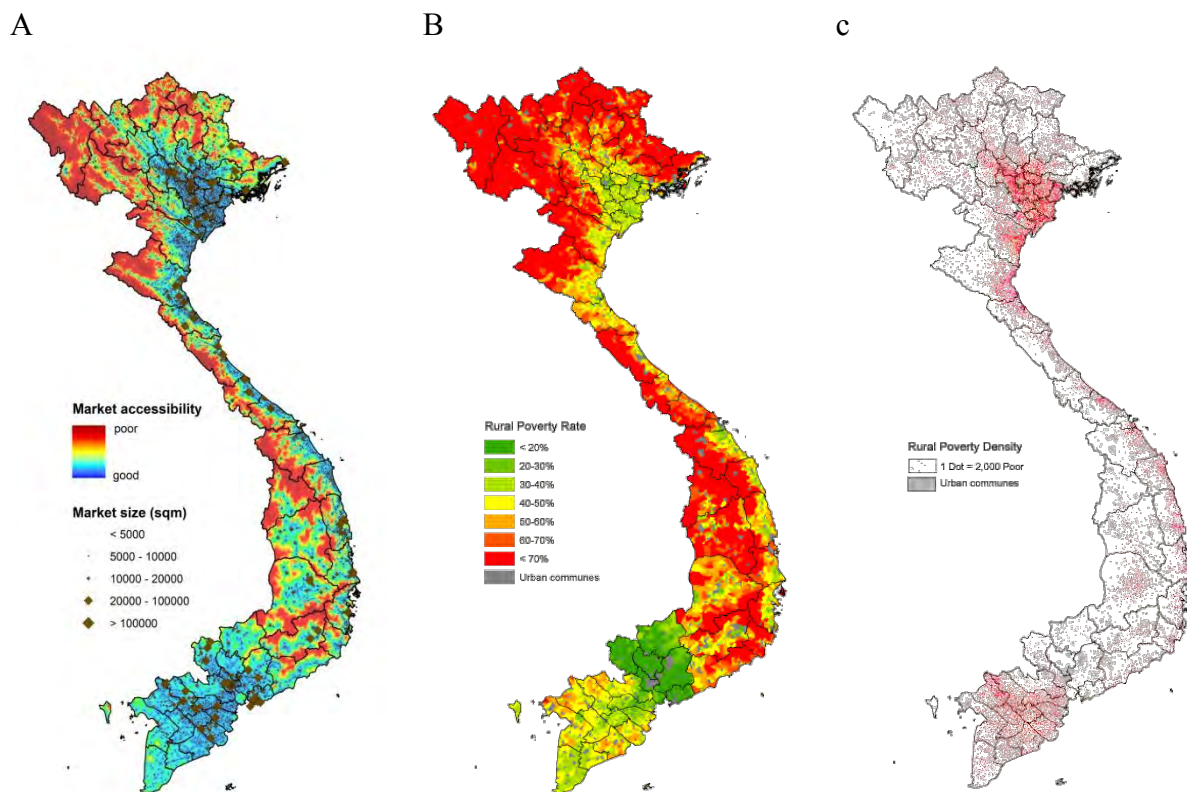 A
B
c
Market accessibility
poor
good
Market size (sqm)
< 5000
5000 - 10000
10000 - 20000
20000 - 100000
> 100000
Rural Poverty Rate
< 20%
20-30%
30-40%
40-50%
50-60%
60-70%
< 70%
Urban communes
Rural Poverty Density
1 Dot = 2,000 Poor
Urban communes